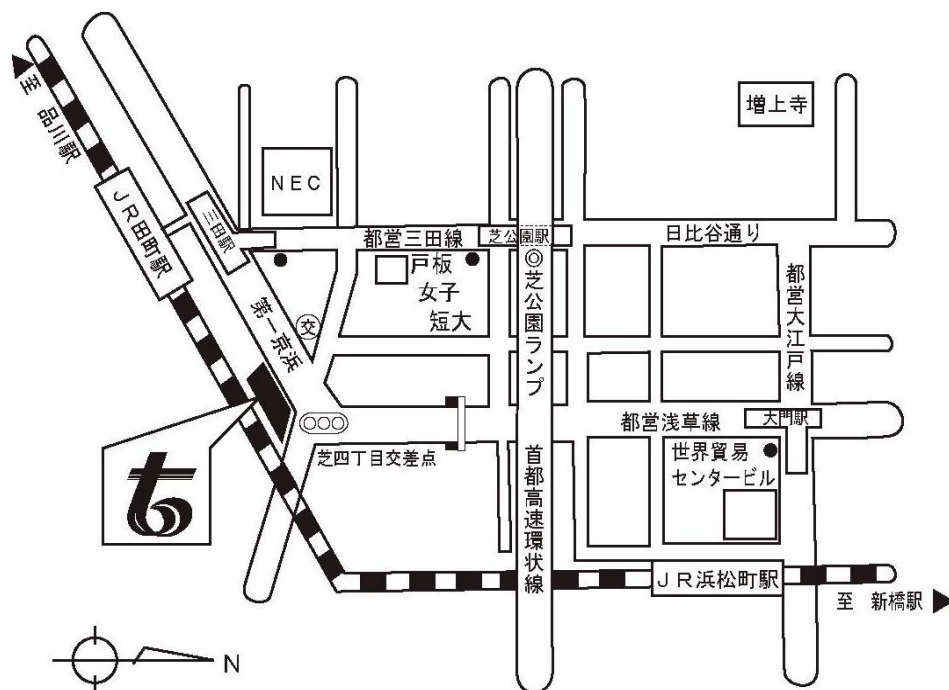 至 品川駅
JR田町駅
三田駅
NEC
都営三田線
芝公園駅
日比谷通り
増上寺
戸板
女子
短大
第一京浜
交
◎芝公園ランプ
都営大江戸線
都営浅草線
大門駅
芝四丁目交差点
世界貿易
センタービル
首都高速環状線
JR浜松町駅
至 新橋駅
N